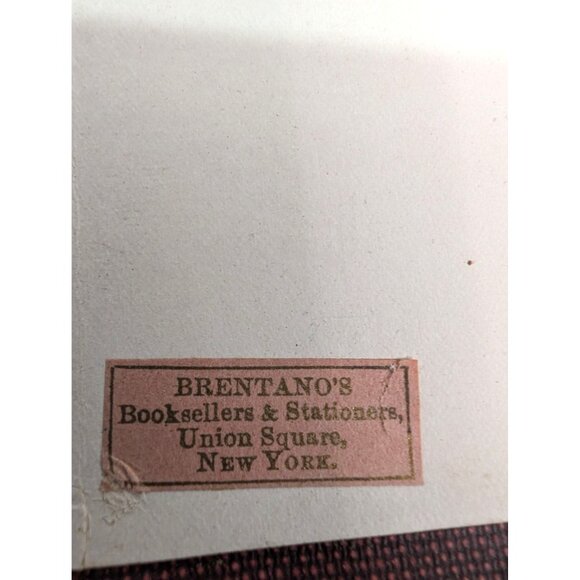 BRENTANO'S
Booksellers & Stationers,
Union Square,
NEW YORK.